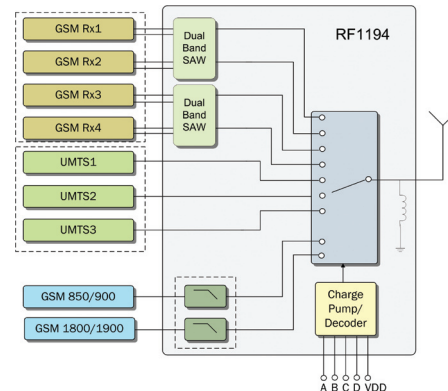 RF1194
GSM Rx1
GSM Rx2
GSM Rx3
GSM Rx4
Dual
Band
SAW
Dual
Band
SAW
UMTS1
UMTS2
UMTS3
GSM 850/900
GSM 1800/1900
Charge
Pump/
Decoder
A B C D VDD